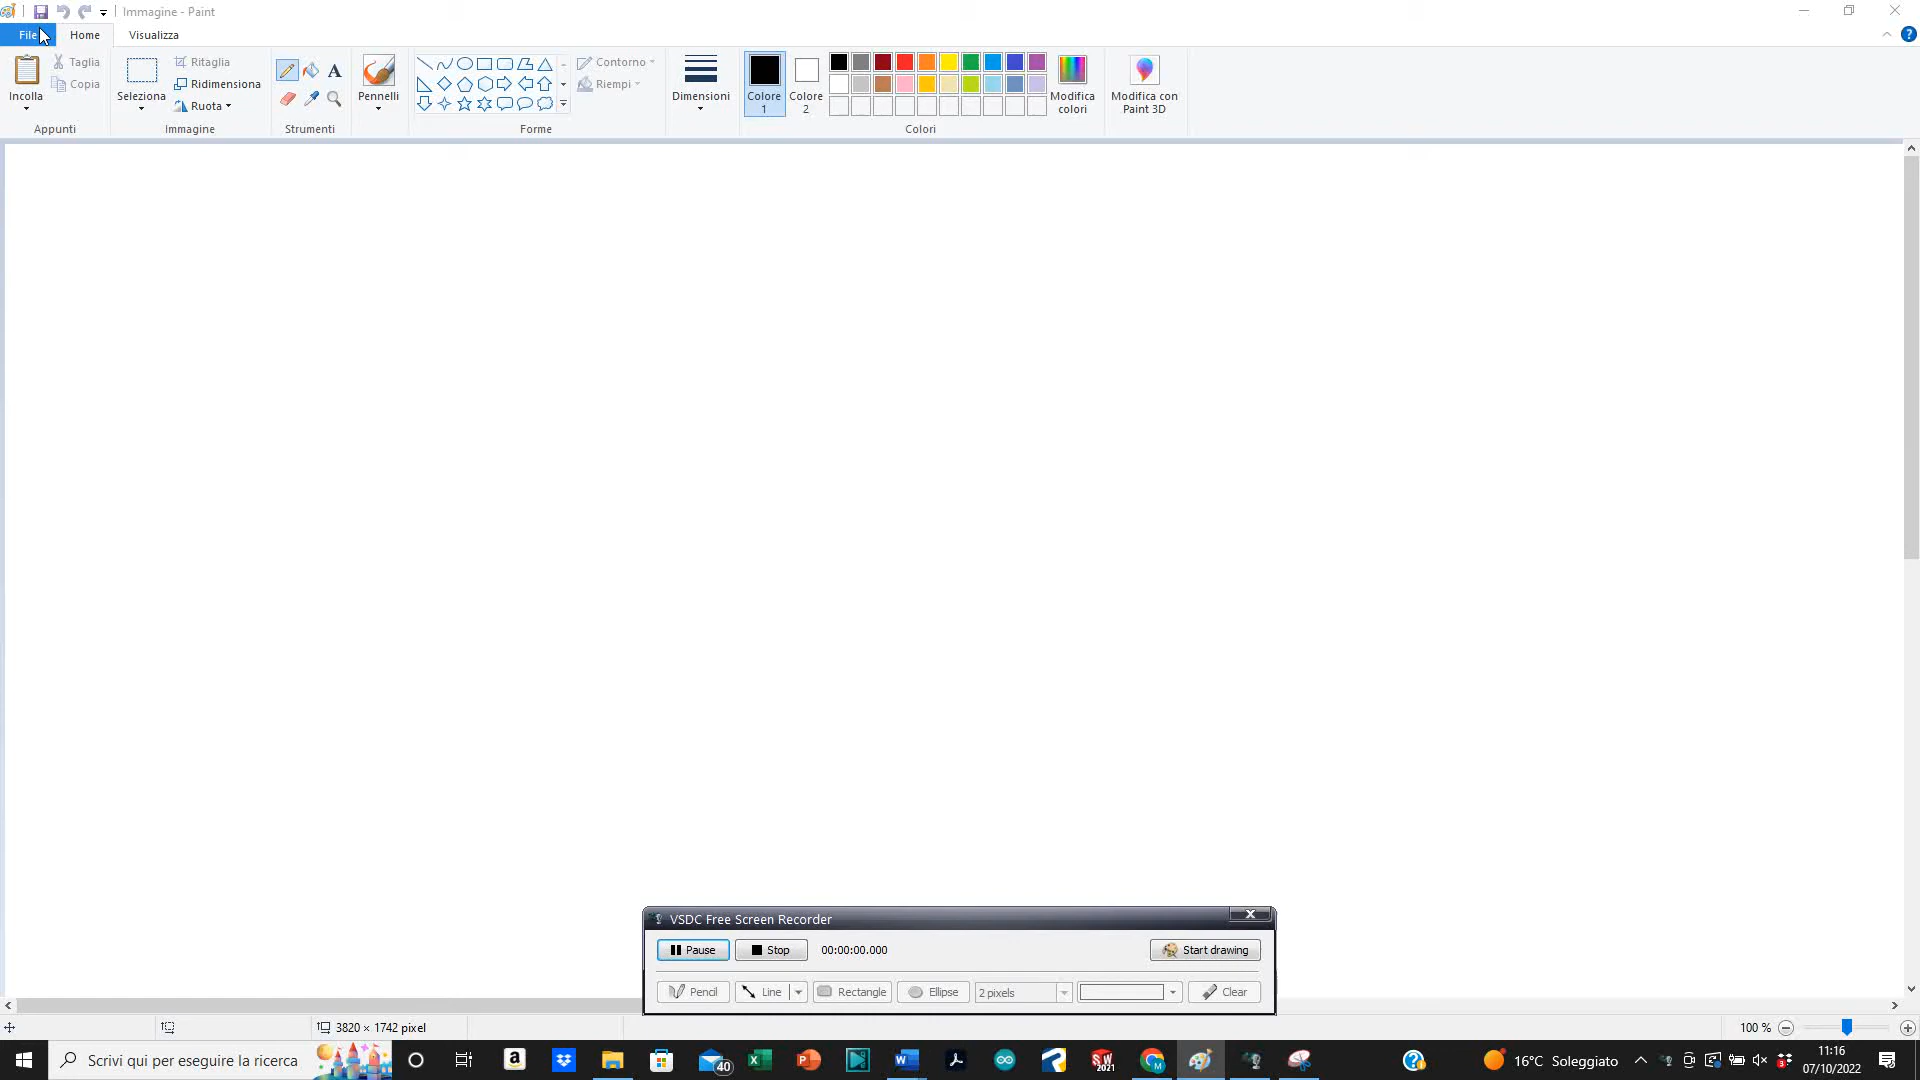 Immagine - Paint
File
Home
Visualizza
Incolla
Taglia
Copia
Appunti
Seleziona
Ritaglia
Ridimensiona
Ruota
Immagine
A
Strumenti
Pennelli
Forme
Contorno
Riempi
Dimensioni
Colore
1
Colore
2
Colori
Modifica
colori
Modifica con
Paint 3D
?
VSDC Free Screen Recorder
Pause
Stop
00:00:00.000
Start drawing
Pencil
Line
Rectangle
Ellipse
2 pixels
Clear
3820 × 1742 pixel
100 %
Scrivi qui per eseguire la ricerca
40
SW
2021
16°C Soleggiato
11:16
07/10/2022